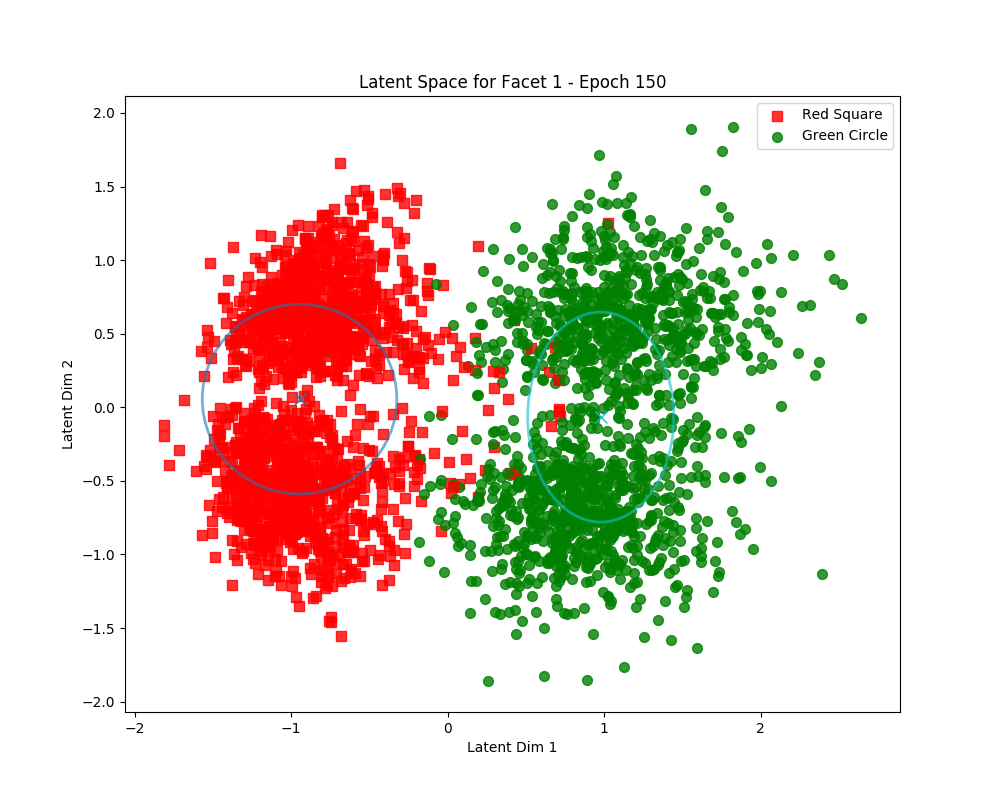 Latent Space for Facet 1 - Epoch 150
Red Square
Green Circle
2.0
1.5
1.0
0.5
0.0
−0.5
−1.0
−1.5
−2.0
Latent Dim 2
−2
−1
0
1
2
Latent Dim 1